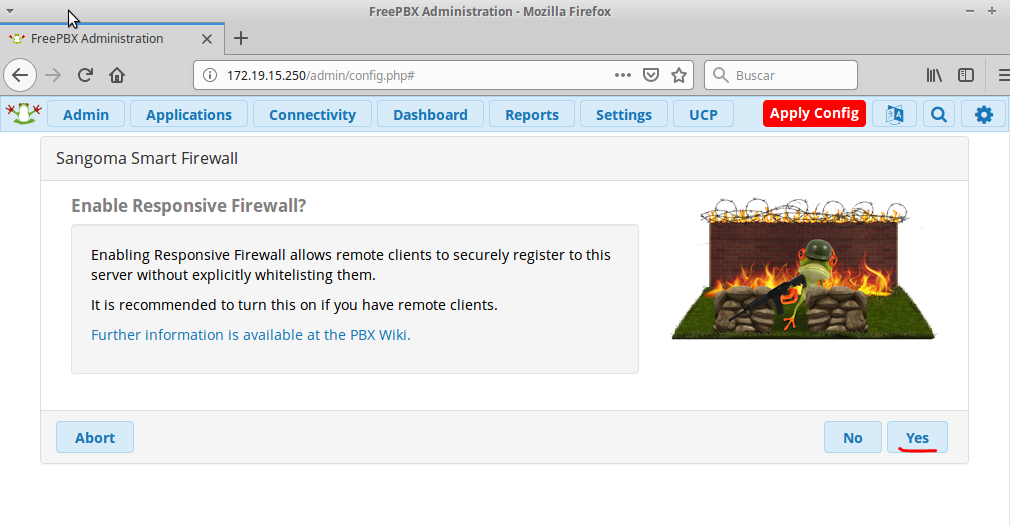 FreePBX Administration - Mozilla Firefox
FreePBX Administration
172.19.15.250/admin/config.php#
Buscar
Admin
Applications
Connectivity
Dashboard
Reports
Settings
UCP
Apply Config
Sangoma Smart Firewall
Enable Responsive Firewall?
Enabling Responsive Firewall allows remote clients to securely register to this
server without explicitly whitelisting them.
It is recommended to turn this on if you have remote clients.
Further information is available at the PBX Wiki.
Abort
No
Yes